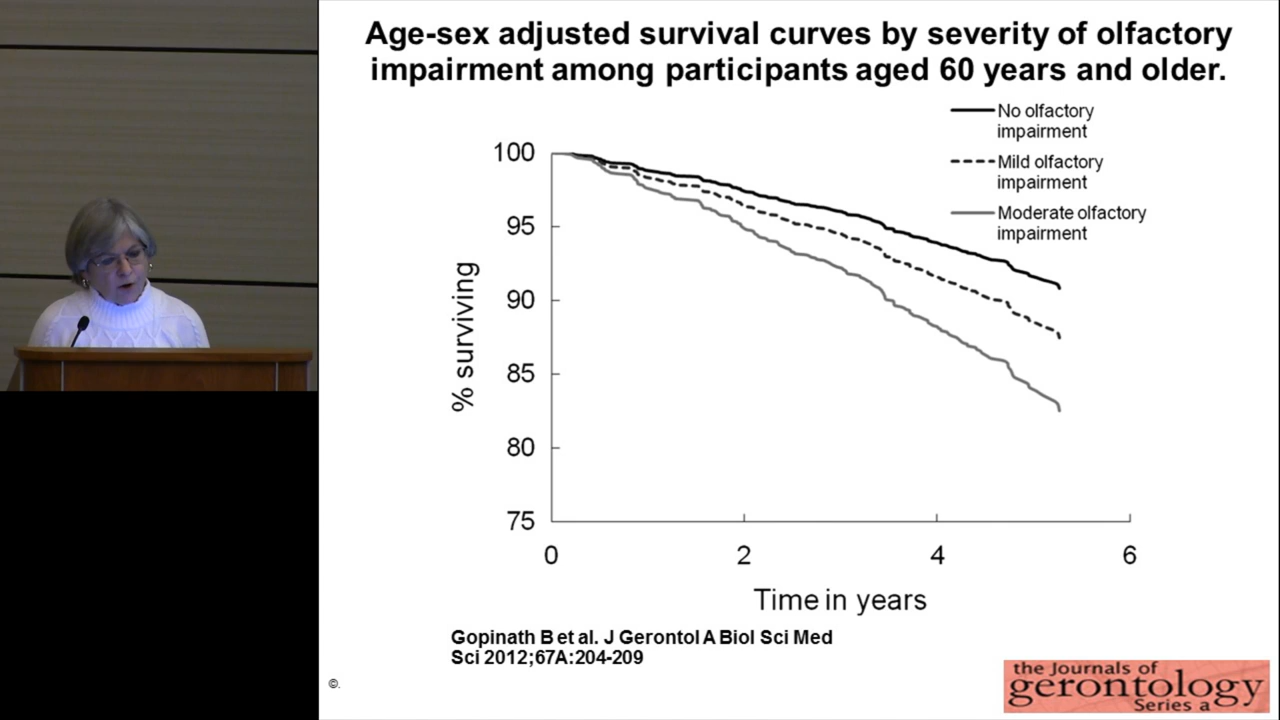 Age-sex adjusted survival curves by severity of olfactory
impairment among participants aged 60 years and older.
No olfactory
impairment
Mild olfactory
impairment
Moderate olfactory
impairment
100
95
90
85
80
75
% surviving
0 2 4 6
Time in years
Gopinath B et al. J Gerontol A Biol Sci Med
Sci 2012;67A:204-209
©.
the Journals of
gerontology
Series a